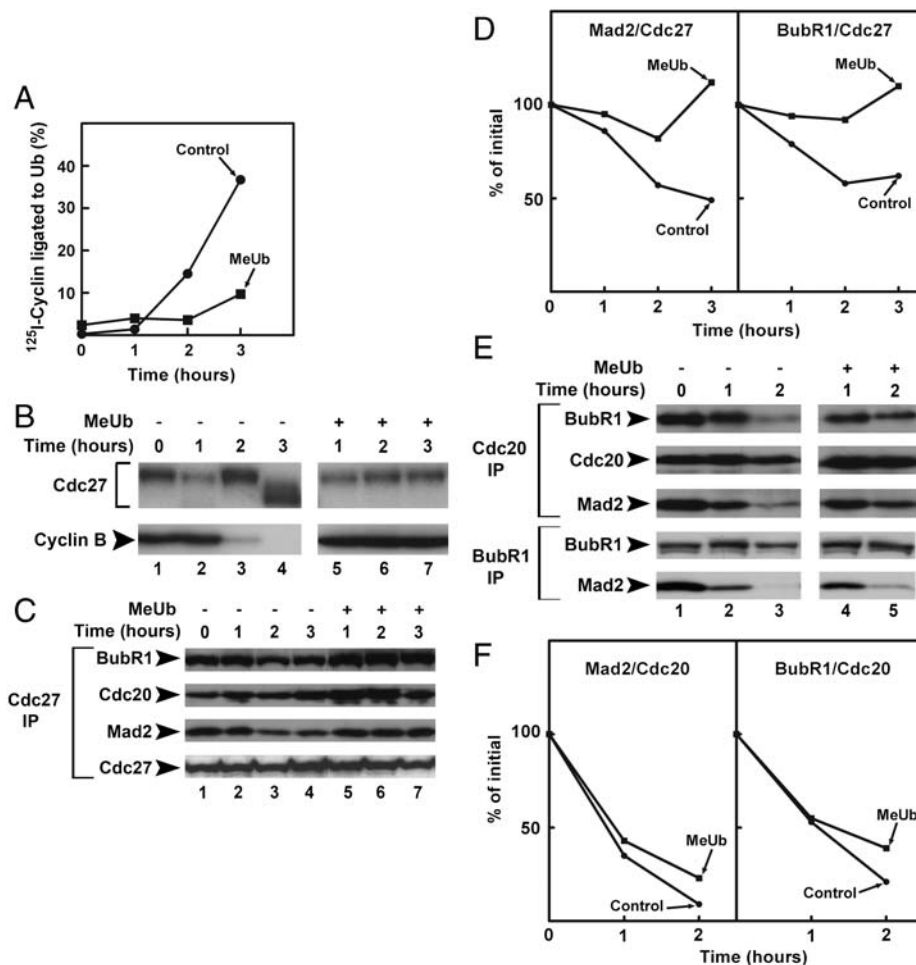 A
¹²⁵I-Cyclin ligated to Ub (%)
40
30
20
10
Control
MeUb
0 1 2 3
Time (hours)
B
MeUb
- - - - + + +
Time (hours) 0 1 2 3 1 2 3
Cdc27
Cyclin B
1 2 3 4 5 6 7
C
MeUb
- - - - + + +
Time (hours) 0 1 2 3 1 2 3
Cdc27 IP
BubR1
Cdc20
Mad2
Cdc27
1 2 3 4 5 6 7
D
Mad2/Cdc27 BubR1/Cdc27
% of initial
100
50
MeUb
Control
MeUb
Control
0 1 2 3 1 2 3
Time (hours)
E
MeUb
- - - + +
Time (hours) 0 1 2 1 2
Cdc20 IP
BubR1
Cdc20
Mad2
BubR1 IP
BubR1
Mad2
1 2 3 4 5
F
Mad2/Cdc20 BubR1/Cdc20
% of initial
100
50
MeUb
Control
MeUb
Control
0 1 2 1 2
Time (hours)